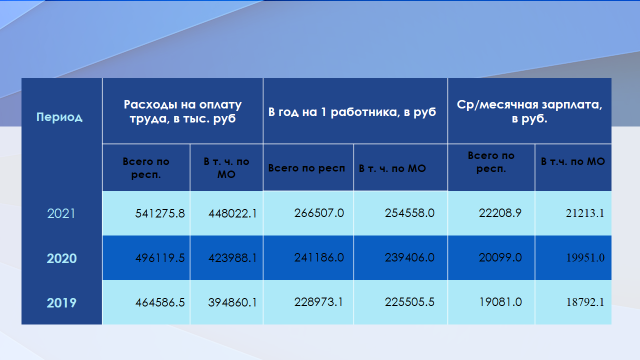 Период
Расходы на оплату
труда, в тыс. руб
В год на 1 работника, в руб
Ср/месячная зарплата,
в руб.
Всего по
респ.
В т. ч. по
МО
Всего по респ
В т. ч. по МО
Всего по
респ.
В т.ч. по МО
2021 541275.8 448022.1 266507.0 254558.0 22208.9 21213.1
2020 496119.5 423988.1 241186.0 239406.0 20099.0 19951.0
2019 464586.5 394860.1 228973.1 225505.5 19081.0 18792.1